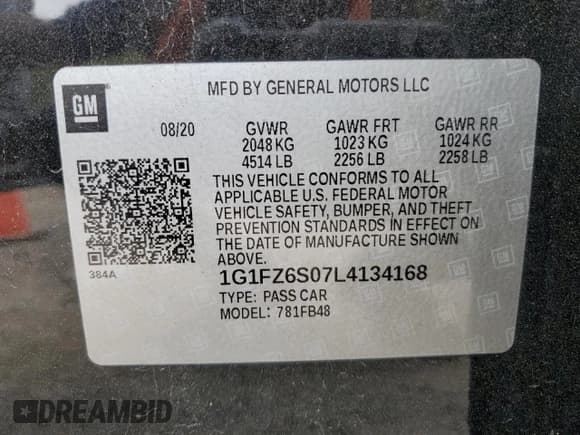 GM
MFD BY GENERAL MOTORS LLC
08/20 GVWR GAWR FRT GAWR RR
2048 KG 1023 KG 1024 KG
4514 LB 2256 LB 2258 LB
THIS VEHICLE CONFORMS TO ALL
APPLICABLE U.S. FEDERAL MOTOR
VEHICLE SAFETY, BUMPER, AND THEFT
PREVENTION STANDARDS IN EFFECT ON
THE DATE OF MANUFACTURE SHOWN
ABOVE.
384A
1G1FZ6S07L4134168
TYPE: PASS CAR
MODEL: 781FB48
DREAMBID